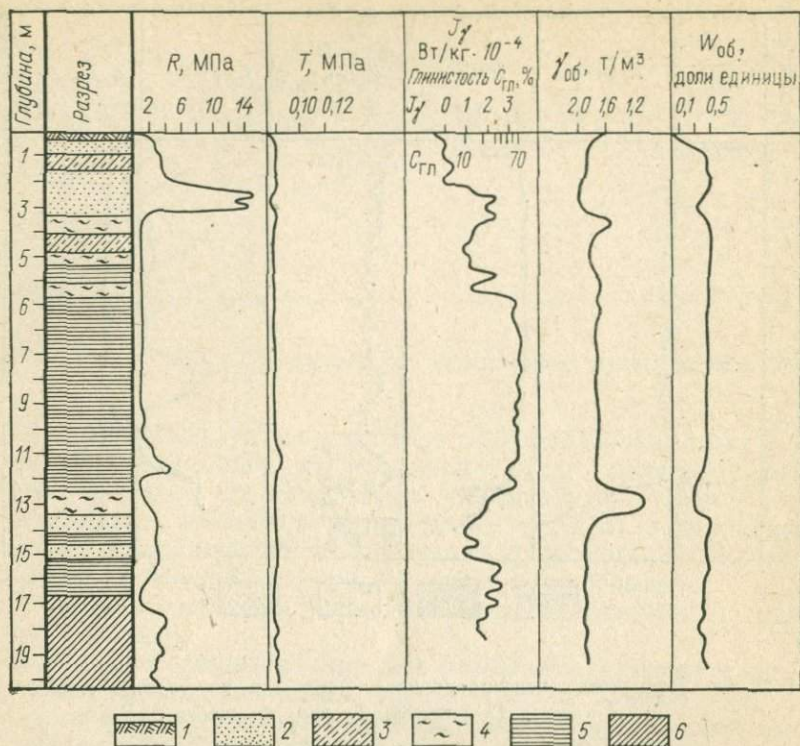 Глубина, м
Разрез
R, МПа
2 6 10 14
T, МПа
0,10 0,12
Jγ
Вт/кг·10⁻⁴
Глинистость Cгл, %
Jγ 0 1 2 3
Cгл 10 70
γоб, т/м³
2,0 1,6 1,2
Wоб,
доли единицы
0,1 0,5
1
3
5
6
7
9
11
13
15
17
19
1 2 3 4 5 6